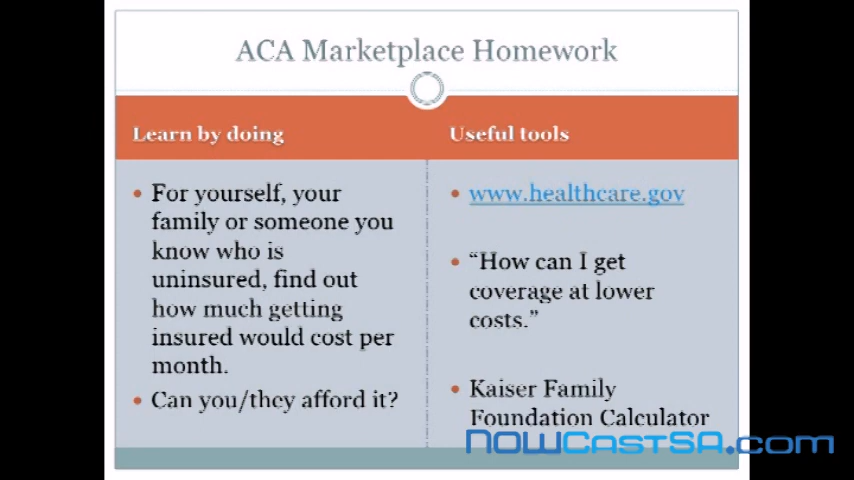 ACA Marketplace Homework
Learn by doing
For yourself, your
family or someone you
know who is
uninsured, find out
how much getting
insured would cost per
month.
Can you/they afford it?
Useful tools
www.healthcare.gov
“How can I get
coverage at lower
costs.”
Kaiser Family
Foundation Calculator
NOWCASTSA.com